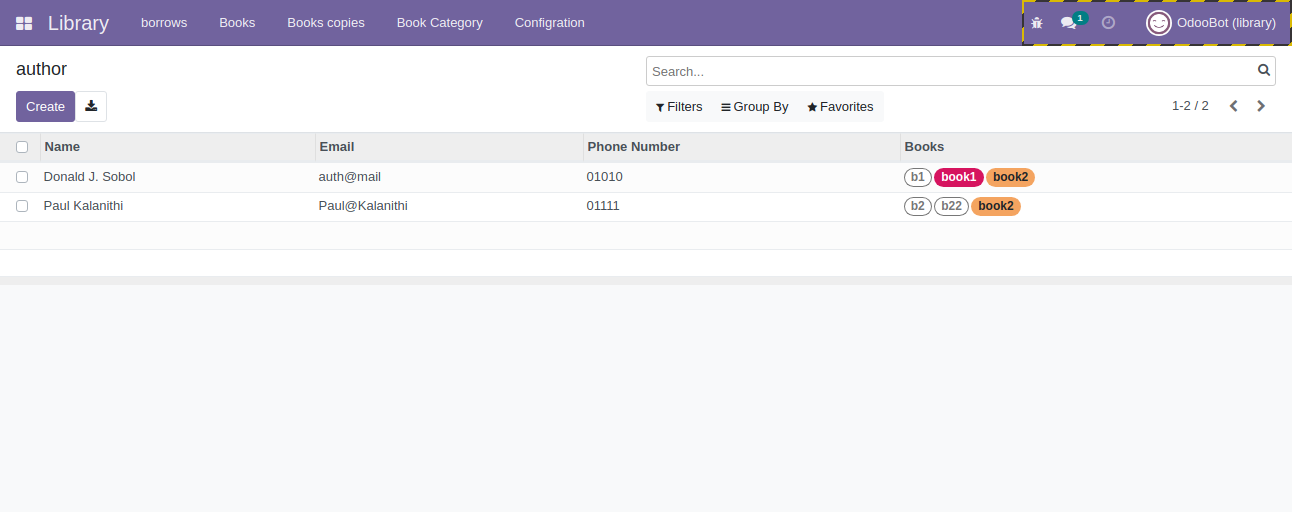 Library borrows Books Books copies Book Category Configration 1 OdooBot (library)
author
Search...
Create Filters Group By Favorites 1-2 / 2
Name Email Phone Number Books
Donald J. Sobol auth@mail 01010 b1 book1 book2
Paul Kalanithi Paul@Kalanithi 01111 b2 b22 book2